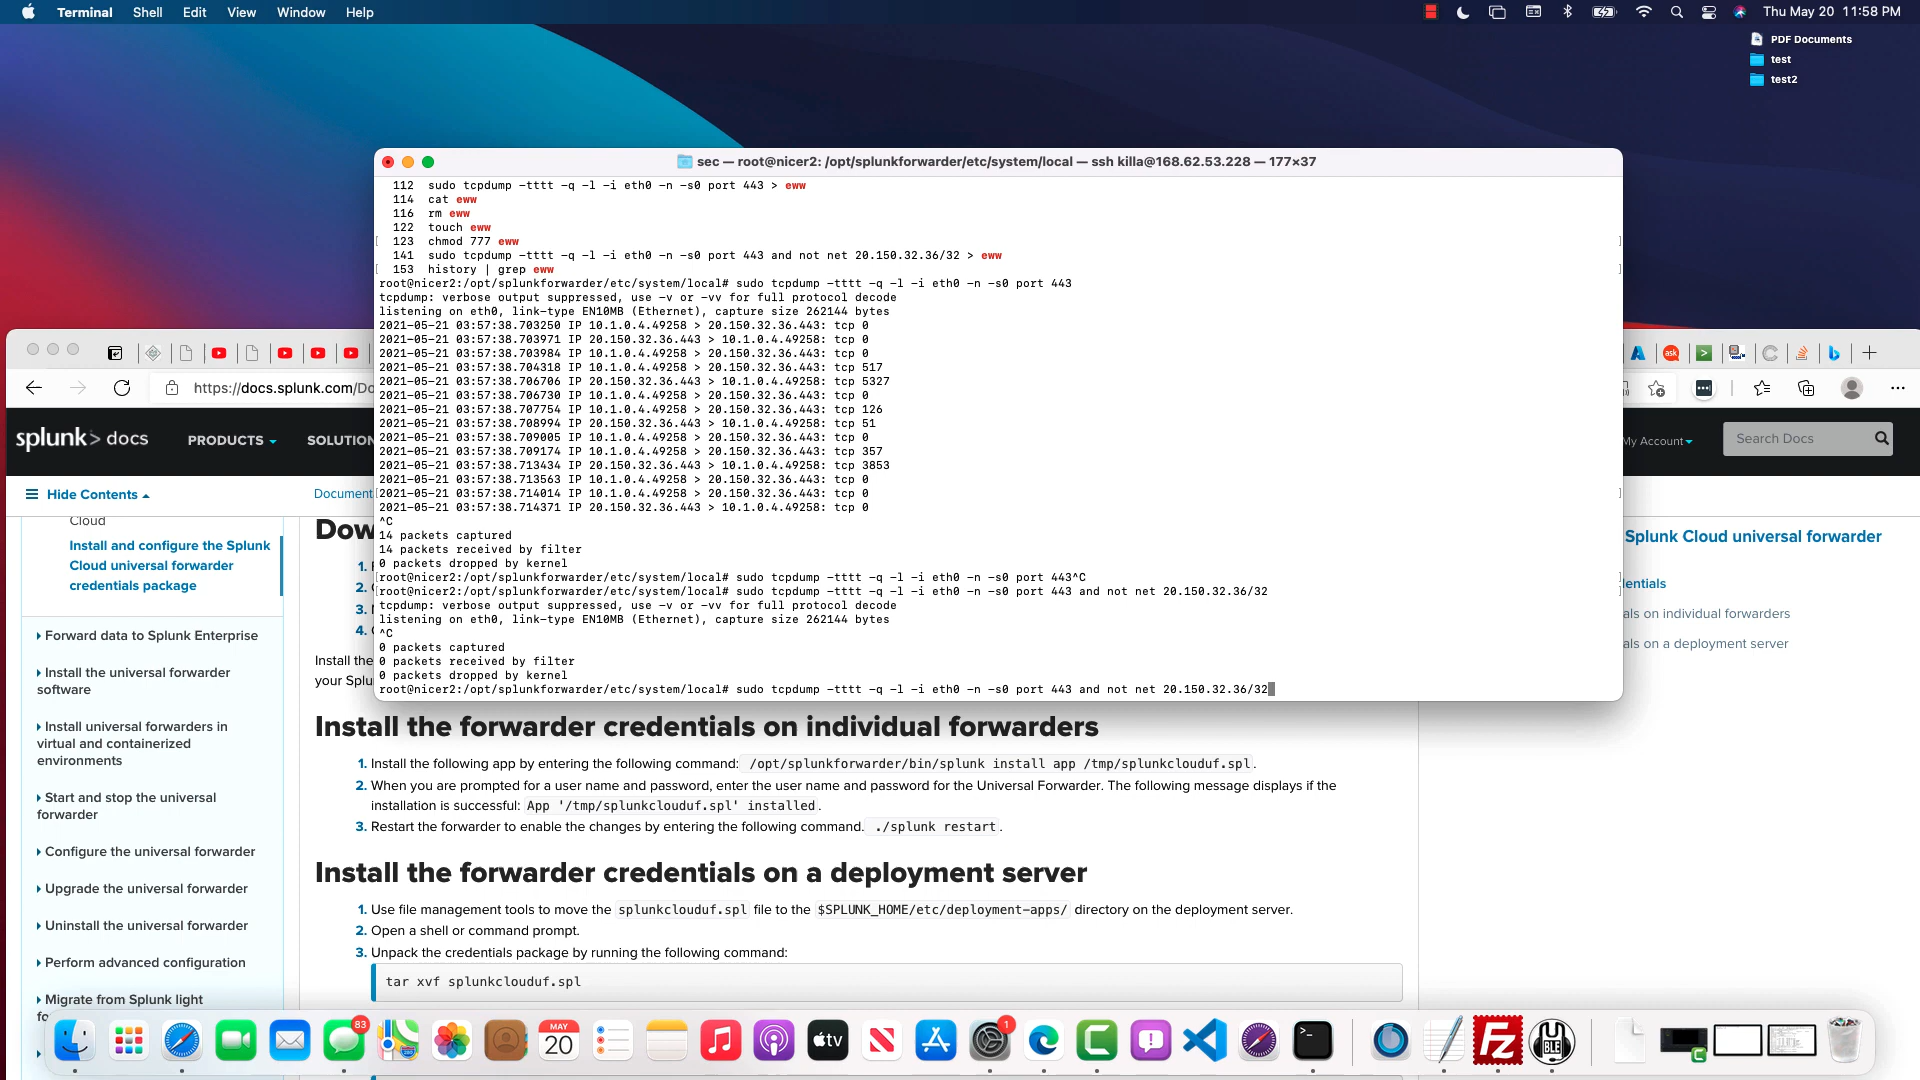 Terminal Shell Edit View Window Help
Thu May 20 11:58 PM
PDF Documents
test
test2
sec — root@nicer2: /opt/splunkforwarder/etc/system/local — ssh killa@168.62.53.228 — 177×37
112 sudo tcpdump -tttt -q -l -i eth0 -n -s0 port 443 > eww
114 cat eww
116 rm eww
122 touch eww
[ 123 chmod 777 eww ]
141 sudo tcpdump -tttt -q -l -i eth0 -n -s0 port 443 and not net 20.150.32.36/32 > eww
[ 153 history | grep eww ]
root@nicer2:/opt/splunkforwarder/etc/system/local# sudo tcpdump -tttt -q -l -i eth0 -n -s0 port 443
tcpdump: verbose output suppressed, use -v or -vv for full protocol decode
listening on eth0, link-type EN10MB (Ethernet), capture size 262144 bytes
2021-05-21 03:57:38.703250 IP 10.1.0.4.49258 > 20.150.32.36.443: tcp 0
2021-05-21 03:57:38.703971 IP 20.150.32.36.443 > 10.1.0.4.49258: tcp 0
2021-05-21 03:57:38.703984 IP 10.1.0.4.49258 > 20.150.32.36.443: tcp 0
2021-05-21 03:57:38.704318 IP 10.1.0.4.49258 > 20.150.32.36.443: tcp 517
2021-05-21 03:57:38.706706 IP 20.150.32.36.443 > 10.1.0.4.49258: tcp 5327
2021-05-21 03:57:38.706730 IP 10.1.0.4.49258 > 20.150.32.36.443: tcp 0
2021-05-21 03:57:38.707754 IP 10.1.0.4.49258 > 20.150.32.36.443: tcp 126
2021-05-21 03:57:38.708994 IP 20.150.32.36.443 > 10.1.0.4.49258: tcp 51
2021-05-21 03:57:38.709005 IP 10.1.0.4.49258 > 20.150.32.36.443: tcp 0
2021-05-21 03:57:38.709174 IP 10.1.0.4.49258 > 20.150.32.36.443: tcp 357
2021-05-21 03:57:38.713434 IP 20.150.32.36.443 > 10.1.0.4.49258: tcp 3853
2021-05-21 03:57:38.713563 IP 10.1.0.4.49258 > 20.150.32.36.443: tcp 0
[2021-05-21 03:57:38.714014 IP 10.1.0.4.49258 > 20.150.32.36.443: tcp 0 ]
2021-05-21 03:57:38.714371 IP 20.150.32.36.443 > 10.1.0.4.49258: tcp 0
^C
14 packets captured
14 packets received by filter
0 packets dropped by kernel
[root@nicer2:/opt/splunkforwarder/etc/system/local# sudo tcpdump -tttt -q -l -i eth0 -n -s0 port 443^C ]
[root@nicer2:/opt/splunkforwarder/etc/system/local# sudo tcpdump -tttt -q -l -i eth0 -n -s0 port 443 and not net 20.150.32.36/32 ]
tcpdump: verbose output suppressed, use -v or -vv for full protocol decode
listening on eth0, link-type EN10MB (Ethernet), capture size 262144 bytes
^C
0 packets captured
0 packets received by filter
0 packets dropped by kernel
root@nicer2:/opt/splunkforwarder/etc/system/local# sudo tcpdump -tttt -q -l -i eth0 -n -s0 port 443 and not net 20.150.32.36/32
https://docs.splunk.com/Do
splunk> docs
PRODUCTS SOLUTION
My Account
Search Docs
Hide Contents
Document
Cloud
Install and configure the Splunk
Cloud universal forwarder
credentials package
Forward data to Splunk Enterprise
Install the universal forwarder
software
Install universal forwarders in
virtual and containerized
environments
Start and stop the universal
forwarder
Configure the universal forwarder
Upgrade the universal forwarder
Uninstall the universal forwarder
Perform advanced configuration
Migrate from Splunk light
fo
Dow
1.
2.
3.
4.
Install the
your Splu
Splunk Cloud universal forwarder
entials
als on individual forwarders
als on a deployment server
Install the forwarder credentials on individual forwarders
1. Install the following app by entering the following command: /opt/splunkforwarder/bin/splunk install app /tmp/splunkclouduf.spl.
2. When you are prompted for a user name and password, enter the user name and password for the Universal Forwarder. The following message displays if the
installation is successful: App '/tmp/splunkclouduf.spl' installed.
3. Restart the forwarder to enable the changes by entering the following command. ./splunk restart.
Install the forwarder credentials on a deployment server
1. Use file management tools to move the splunkclouduf.spl file to the $SPLUNK_HOME/etc/deployment-apps/ directory on the deployment server.
2. Open a shell or command prompt.
3. Unpack the credentials package by running the following command:
tar xvf splunkclouduf.spl
83
MAY
20
tv
1
>_
FZ
BLE